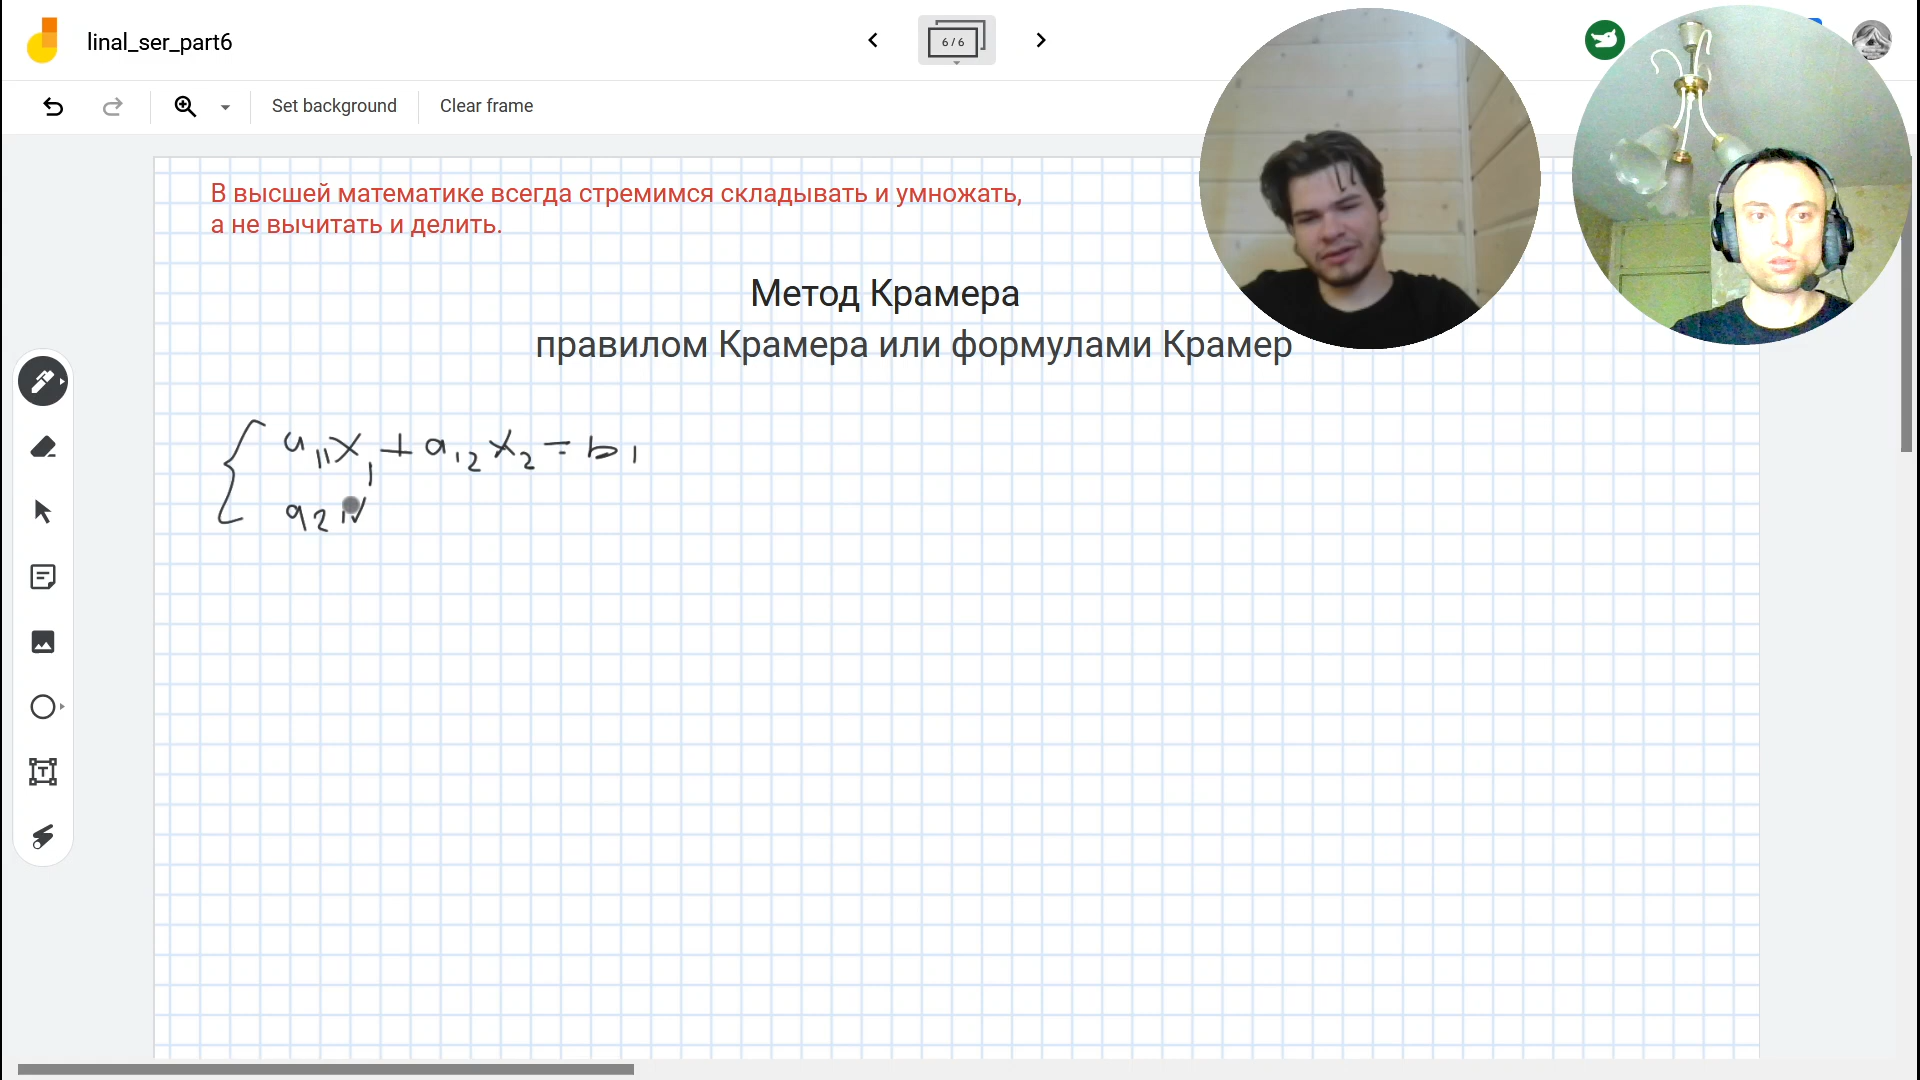 linal_ser_part6
6 / 6
Set background
Clear frame
В высшей математике всегда стремимся складывать и умножать,
а не вычитать и делить.
Метод Крамера
правилом Крамера или формулами Крамер
a₁₁x₁+a₁₂x₂=b₁
a₂₁